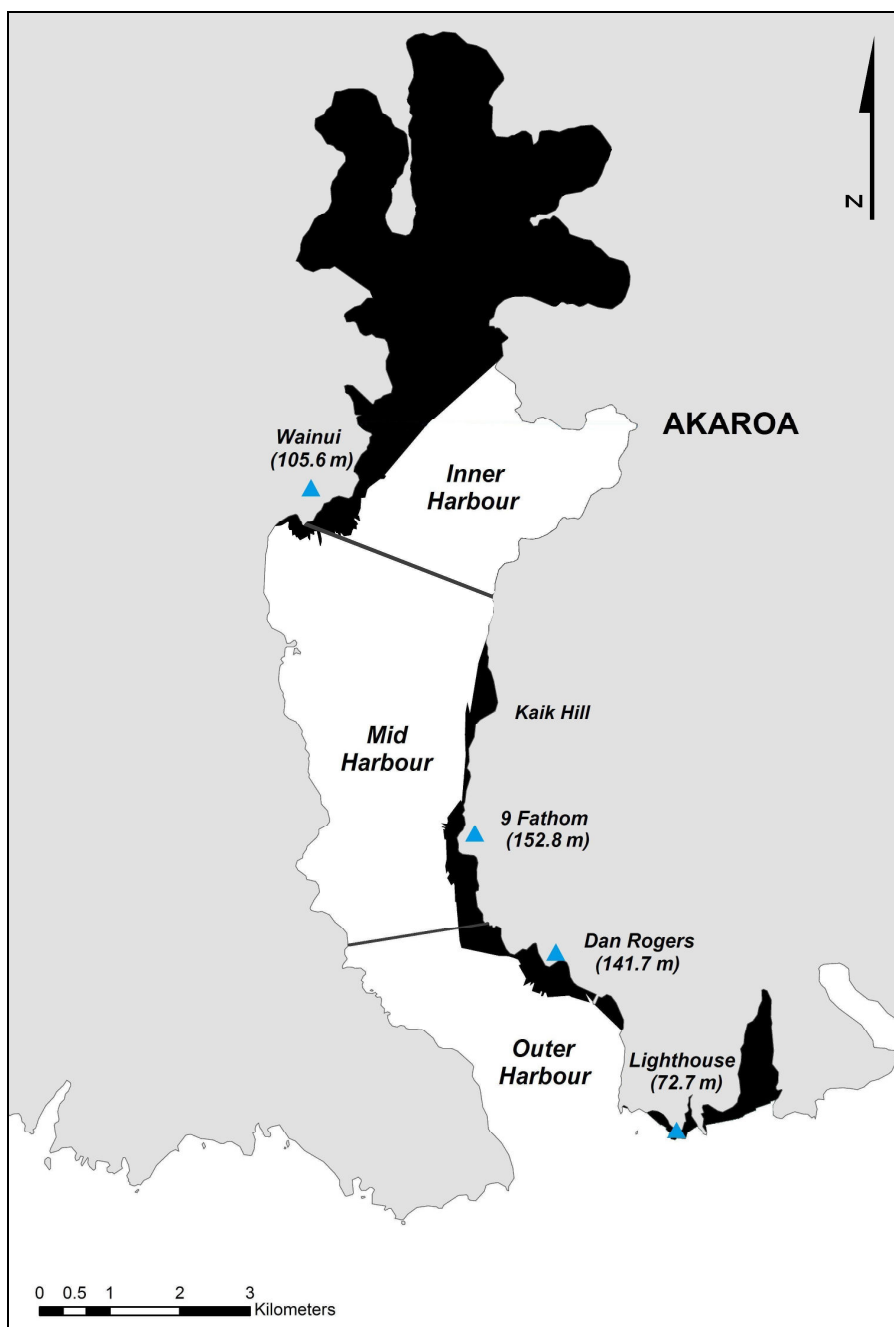 N
AKAROA
Wainui
(105.6 m)
Inner
Harbour
Kaik Hill
Mid
Harbour
9 Fathom
(152.8 m)
Dan Rogers
(141.7 m)
Outer
Harbour
Lighthouse
(72.7 m)
0 0.5 1 2 3
Kilometers